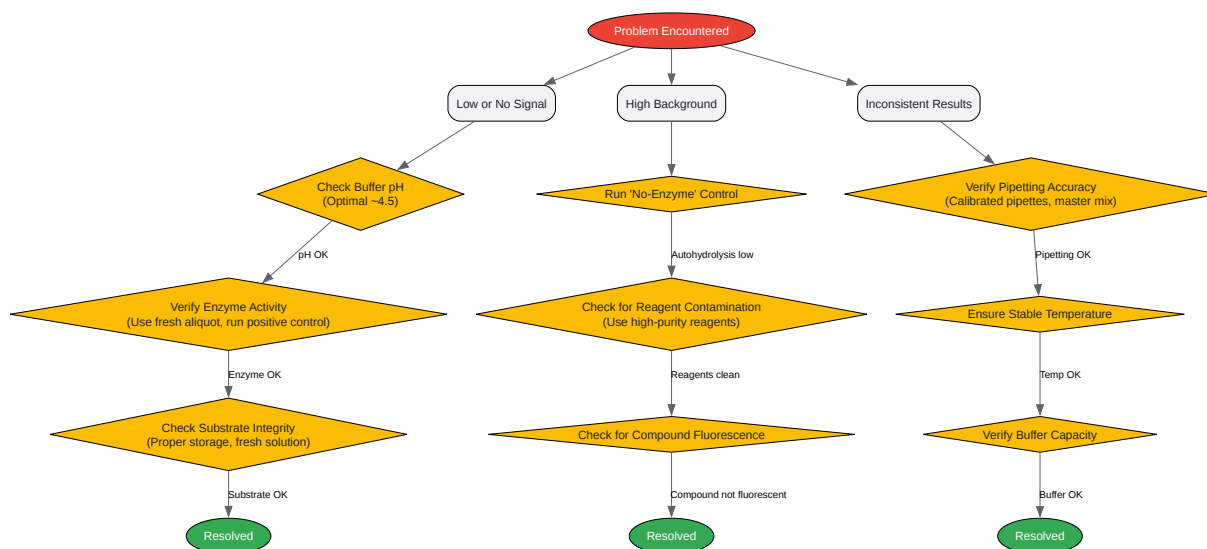 Problem Encountered
Low or No Signal
High Background
Inconsistent Results
Check Buffer pH
(Optimal ~4.5)
Run 'No-Enzyme' Control
Verify Pipetting Accuracy
(Calibrated pipettes, master mix)
pH OK
Autohydrolysis low
Pipetting OK
Verify Enzyme Activity
(Use fresh aliquot, run positive control)
Check for Reagent Contamination
(Use high-purity reagents)
Ensure Stable Temperature
Enzyme OK
Reagents clean
Temp OK
Check Substrate Integrity
(Proper storage, fresh solution)
Check for Compound Fluorescence
Verify Buffer Capacity
Substrate OK
Compound not fluorescent
Buffer OK
Resolved
Resolved
Resolved